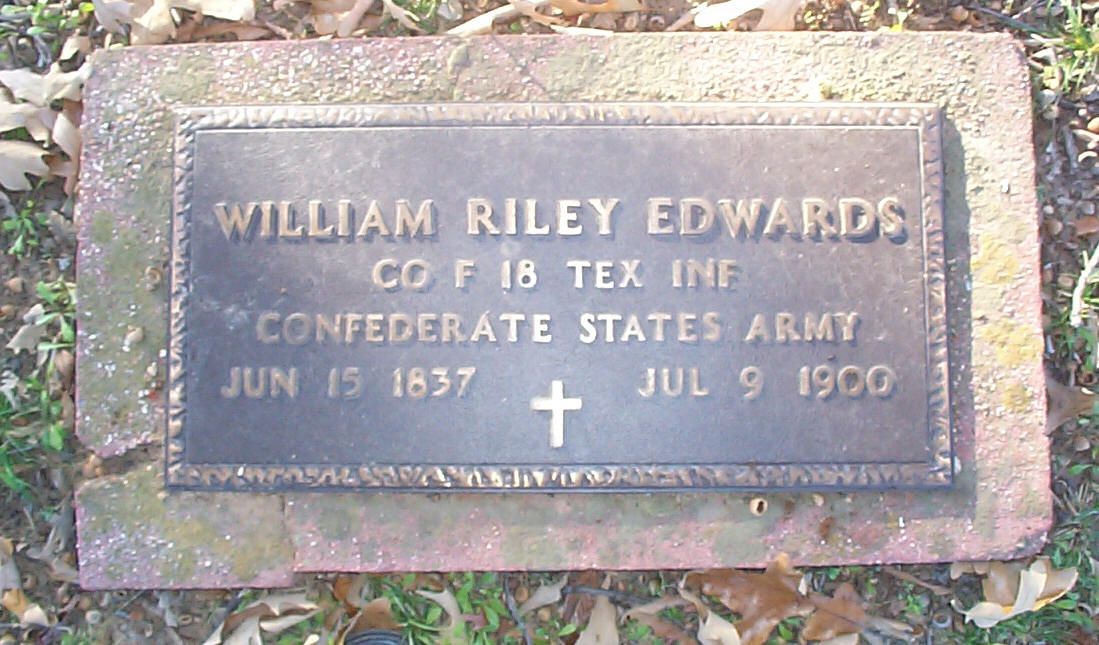 WILLIAM RILEY EDWARDS
CO F 18 TEX INF
CONFEDERATE STATES ARMY
JUN 15 1837 JUL 9 1900